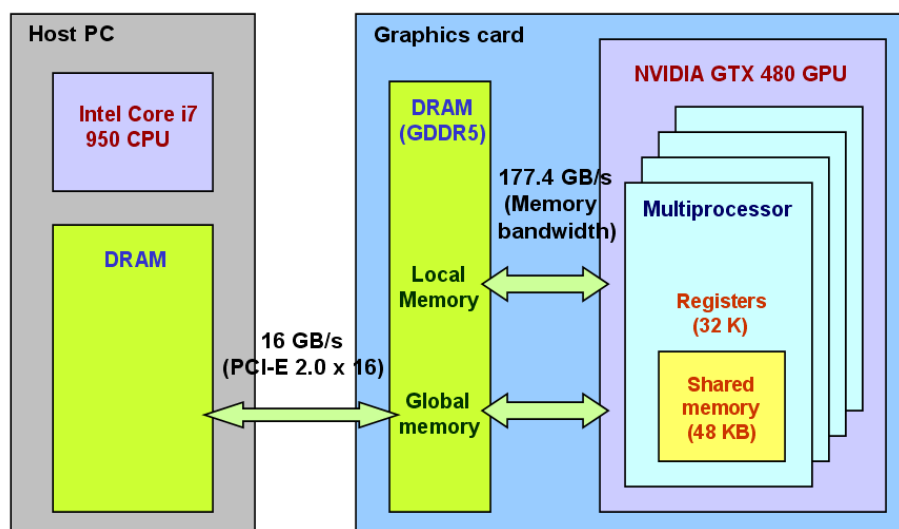 Host PC
Intel Core i7
950 CPU
DRAM
16 GB/s
(PCI-E 2.0 x 16)
Graphics card
DRAM
(GDDR5)
Local
Memory
Global
memory
177.4 GB/s
(Memory
bandwidth)
NVIDIA GTX 480 GPU
Multiprocessor
Registers
(32 K)
Shared
memory
(48 KB)